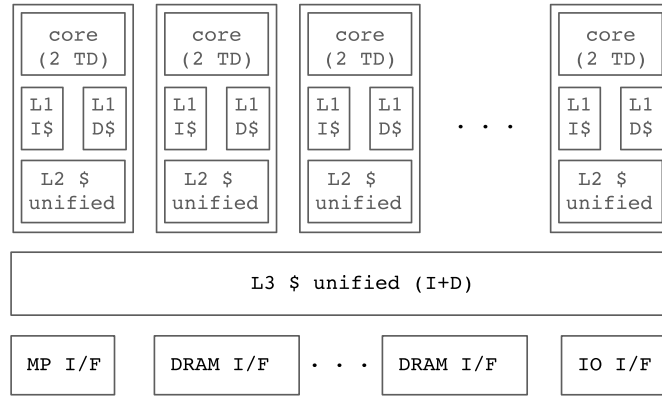 core
(2 TD)
core
(2 TD)
core
(2 TD)
core
(2 TD)
L1
I$
L1
D$
L1
I$
L1
D$
L1
I$
L1
D$
L1
I$
L1
D$
. . .
L2 $
unified
L2 $
unified
L2 $
unified
L2 $
unified
L3 $ unified (I+D)
MP I/F
DRAM I/F
. . .
DRAM I/F
IO I/F